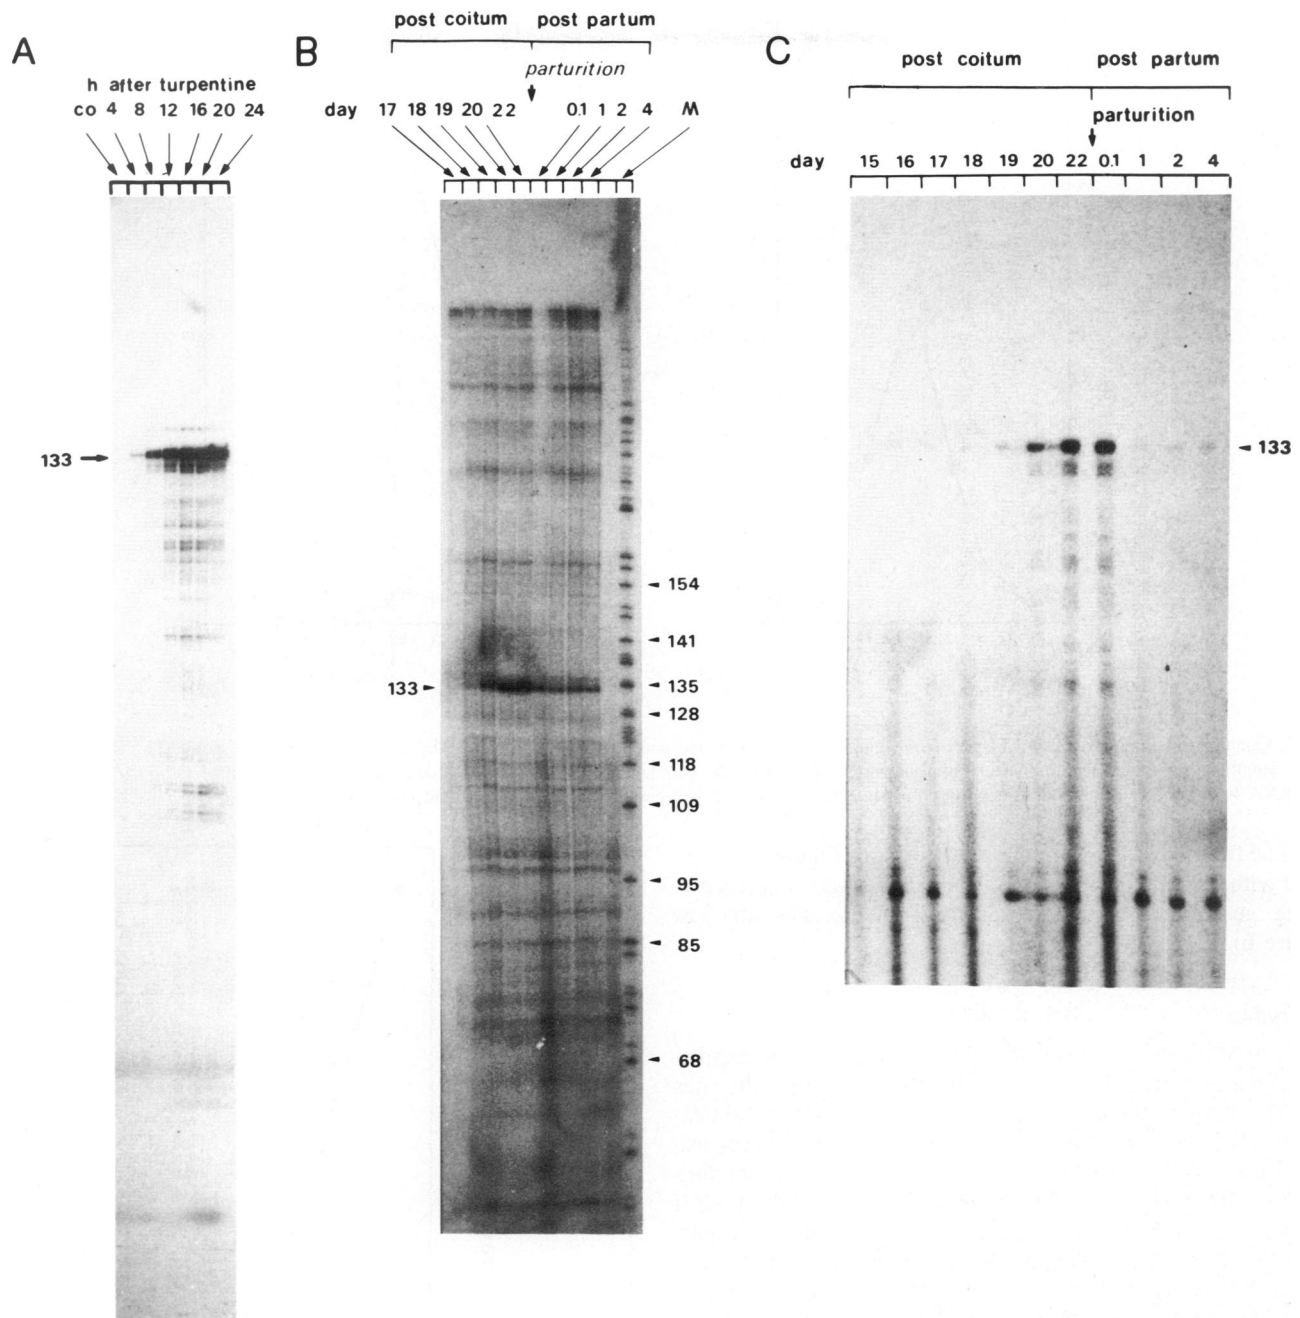 A
h after turpentine
co 4 8 12 16 20 24
133
B
post coitum post partum
parturition
day 17 18 19 20 22 0.1 1 2 4 M
154
141
133
135
128
118
109
95
85
68
C
post coitum post partum
parturition
day 15 16 17 18 19 20 22 0.1 1 2 4
133